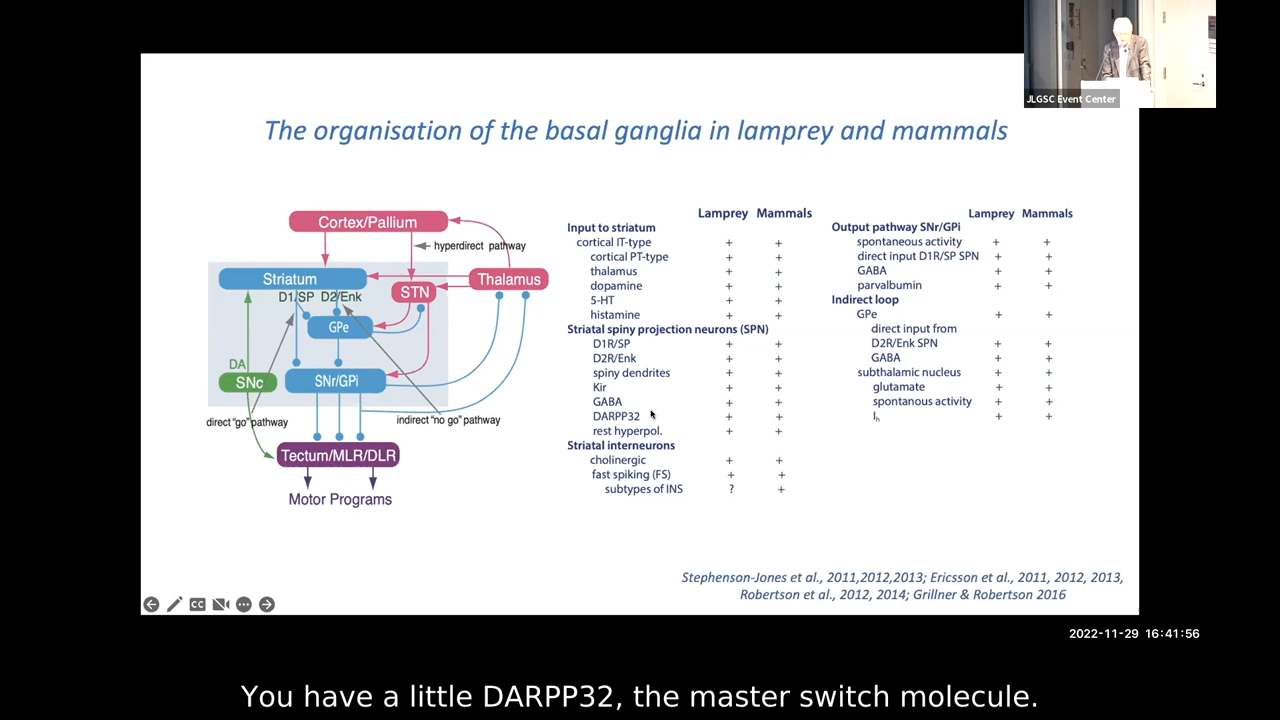 JLGSC Event Center
The organisation of the basal ganglia in lamprey and mammals
Cortex/Pallium
hyperdirect pathway
Striatum
Thalamus
STN
D1/SP D2/Enk
GPe
DA
SNc
SNr/GPi
direct "go" pathway
indirect "no go" pathway
Tectum/MLR/DLR
Motor Programs
Lamprey Mammals
Input to striatum
cortical IT-type + +
cortical PT-type + +
thalamus + +
dopamine + +
5-HT + +
histamine + +
Striatal spiny projection neurons (SPN)
D1R/SP + +
D2R/Enk + +
spiny dendrites + +
Kir + +
GABA + +
DARPP32 + +
rest hyperpol. + +
Striatal interneurons
cholinergic + +
fast spiking (FS) + +
subtypes of INS ? +
Lamprey Mammals
Output pathway SNr/GPi
spontaneous activity + +
direct input D1R/SP SPN + +
GABA + +
parvalbumin + +
Indirect loop
GPe + +
direct input from
D2R/Enk SPN + +
GABA + +
subthalamic nucleus + +
glutamate + +
spontanous activity + +
Ih + +
Stephenson-Jones et al., 2011,2012,2013; Ericsson et al., 2011, 2012, 2013,
Robertson et al., 2012, 2014; Grillner & Robertson 2016
CC
2022-11-29 16:41:56
You have a little DARPP32, the master switch molecule.